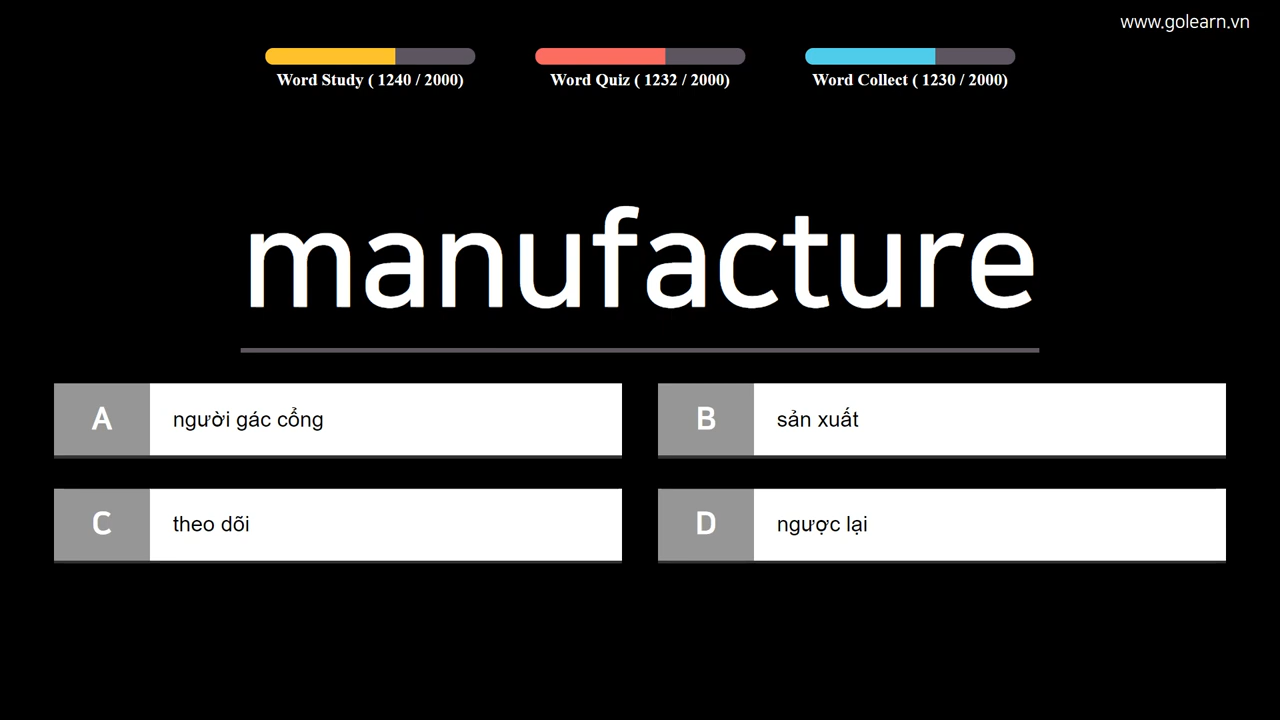 www.golearn.vn
Word Study ( 1240 / 2000)
Word Quiz ( 1232 / 2000)
Word Collect ( 1230 / 2000)
manufacture
A người gác cổng
B sản xuất
C theo dõi
D ngược lại